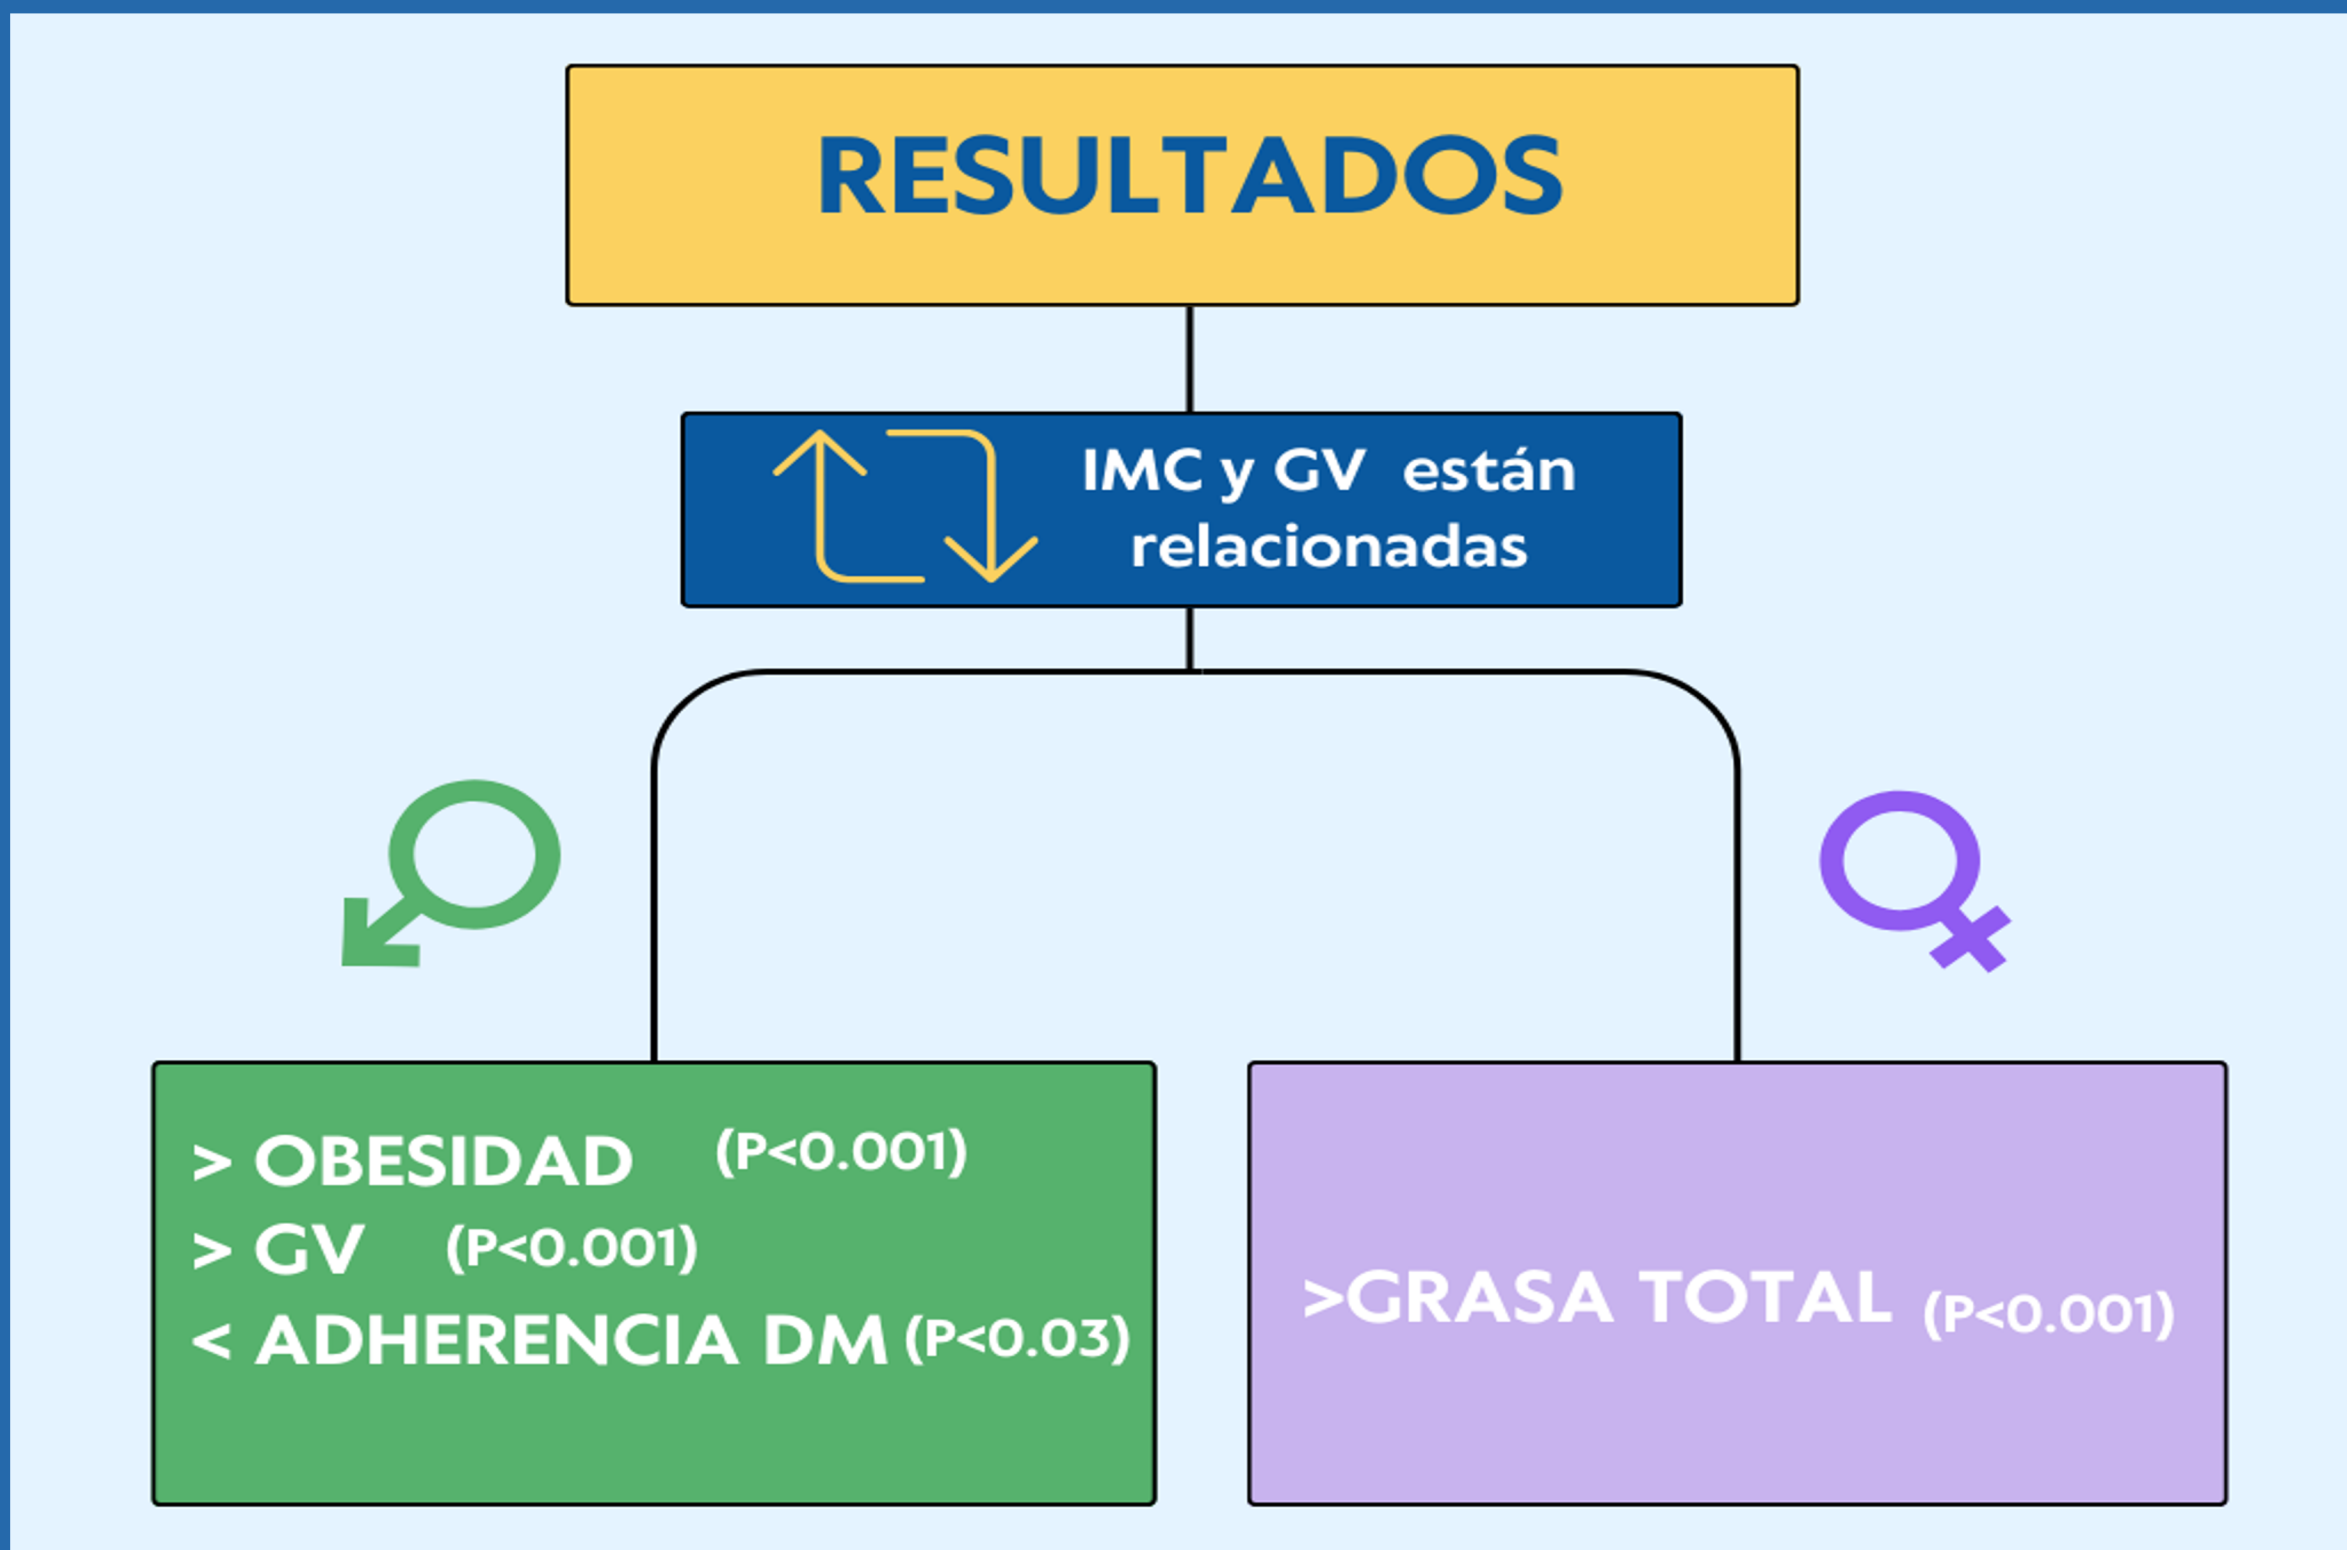 RESULTADOS
IMC y GV están
relacionadas
> OBESIDAD (P<0.001)
> GV (P<0.001)
< ADHERENCIA DM (P<0.03)
>GRASA TOTAL (P<0.001)